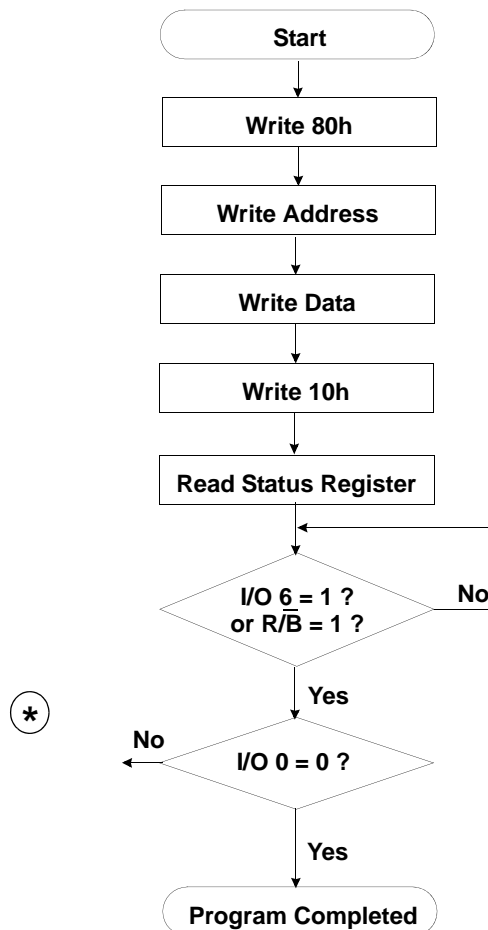 Start
Write 80h
Write Address
Write Data
Write 10h
Read Status Register
I/O 6 = 1 ?
or R/B̅ = 1 ?
No
Yes
*
No
I/O 0 = 0 ?
Yes
Program Completed